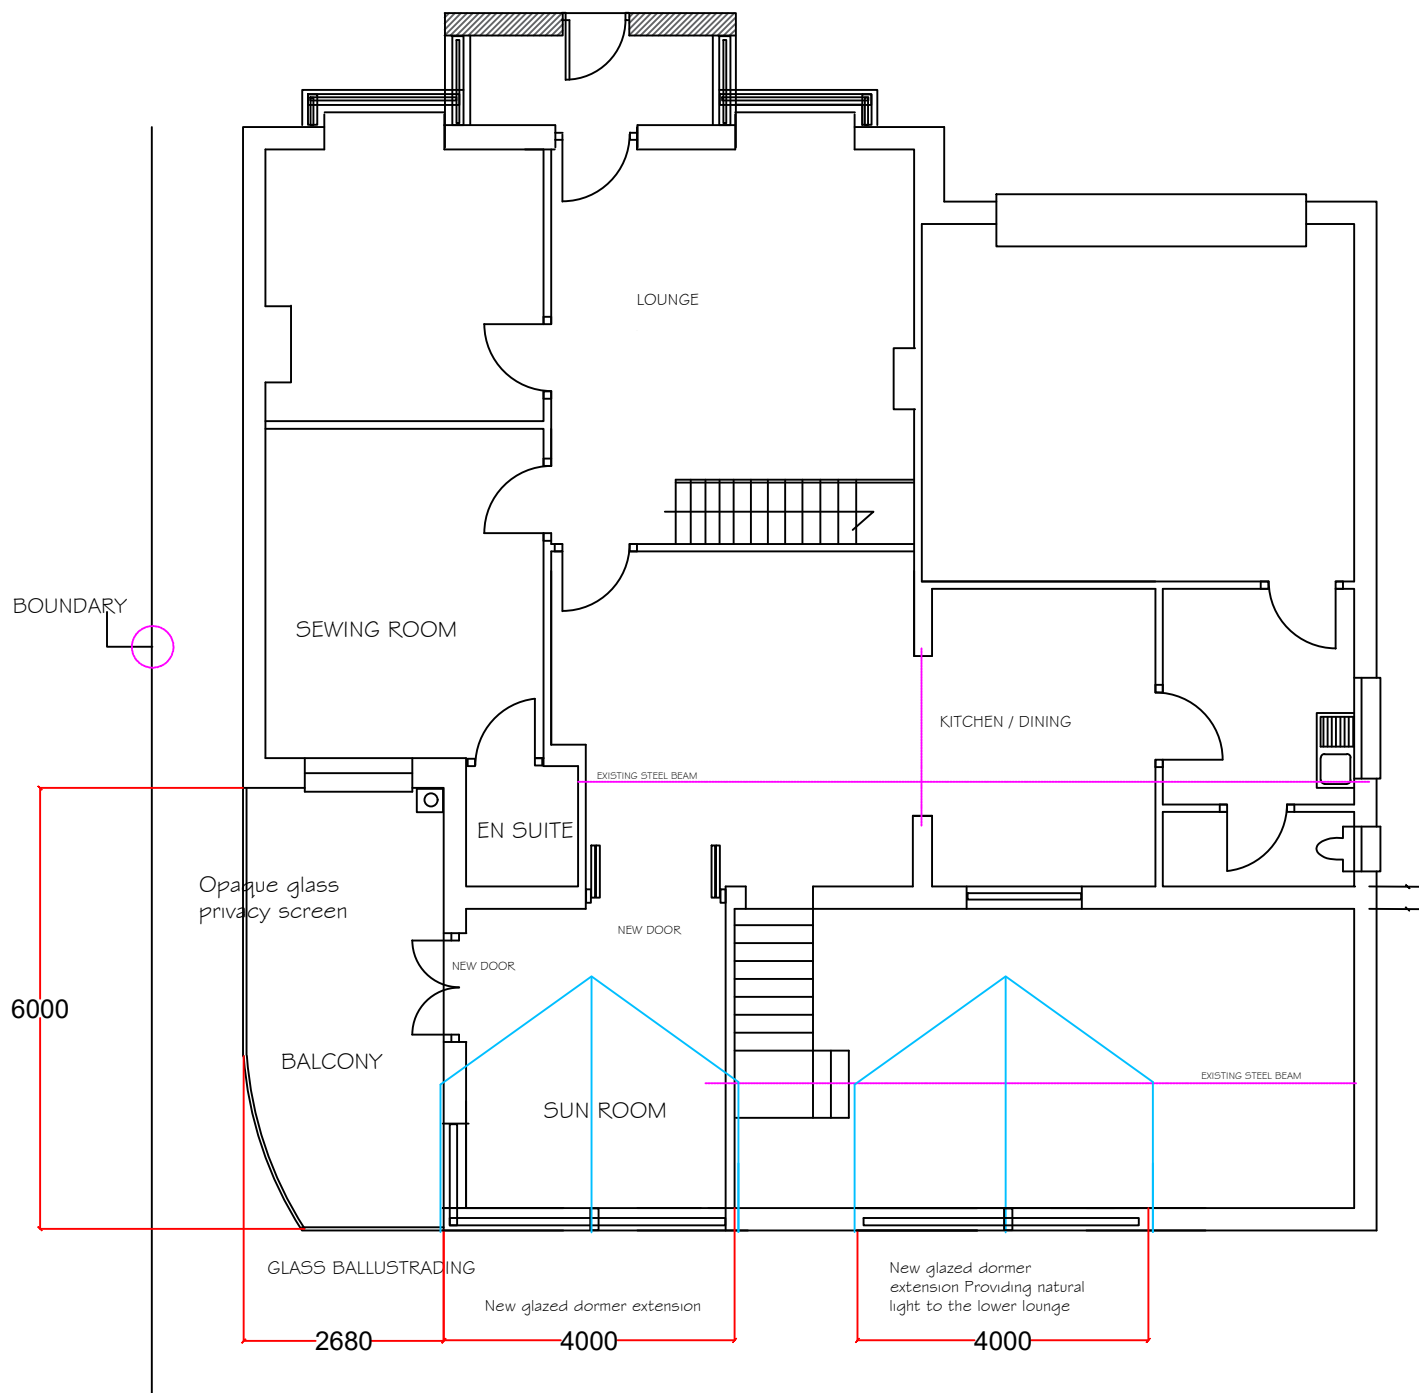 LOUNGE
BOUNDARY
SEWING ROOM
KITCHEN / DINING
EXISTING STEEL BEAM
EN SUITE
Opaque glass
privacy screen
NEW DOOR
NEW DOOR
6000
BALCONY
EXISTING STEEL BEAM
SUN ROOM
GLASS BALLUSTRADING
New glazed dormer
extension Providing natural
light to the lower lounge
New glazed dormer extension
2680
4000
4000